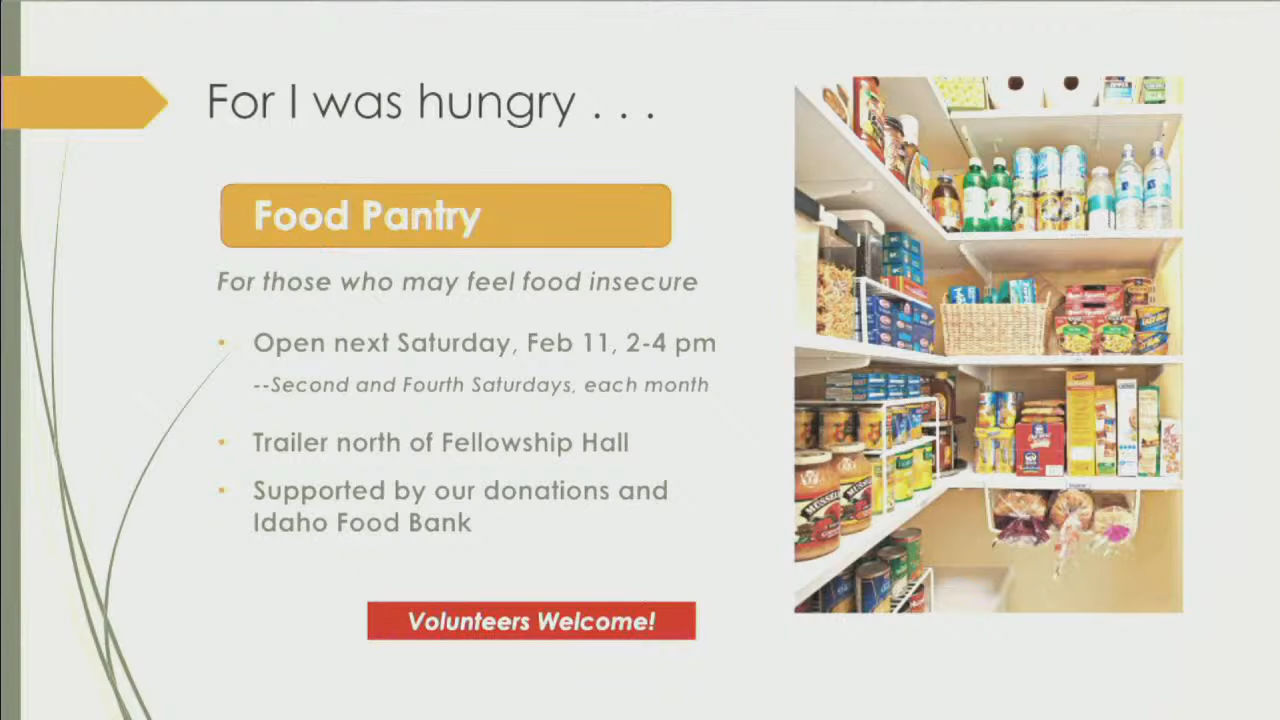 For I was hungry . . .
Food Pantry
For those who may feel food insecure
• Open next Saturday, Feb 11, 2-4 pm
--Second and Fourth Saturdays, each month
• Trailer north of Fellowship Hall
• Supported by our donations and
Idaho Food Bank
Volunteers Welcome!